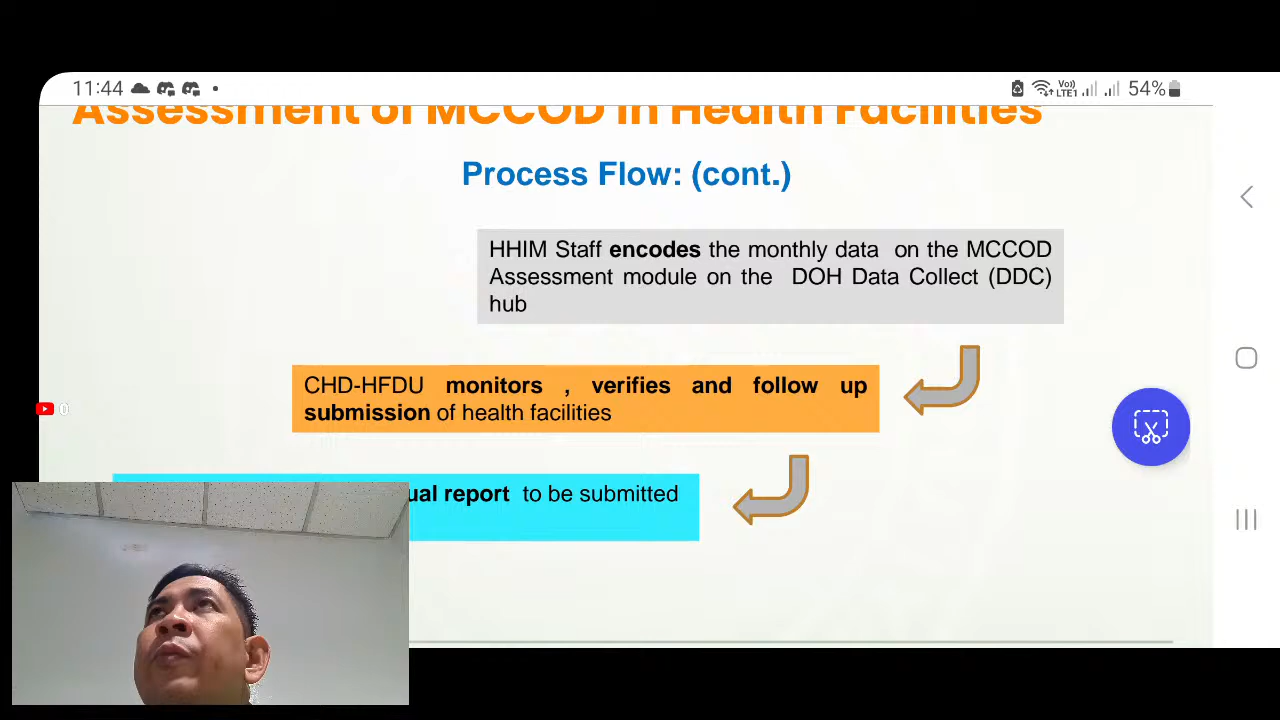 11:44
54%
Assessment of MCCOD in Health Facilities
Process Flow: (cont.)
HHIM Staff encodes the monthly data on the MCCOD
Assessment module on the DOH Data Collect (DDC)
hub
CHD-HFDU monitors , verifies and follow up
submission of health facilities
0
report to be submitted